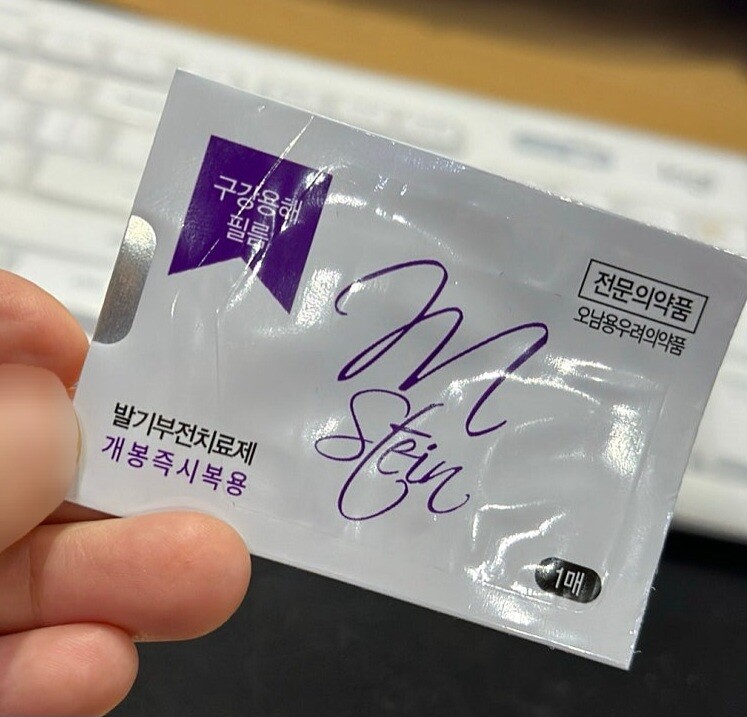 구강용해
필름
전문의약품
오남용우려의약품
M
Stein
발기부전치료제
개봉즉시복용
1매